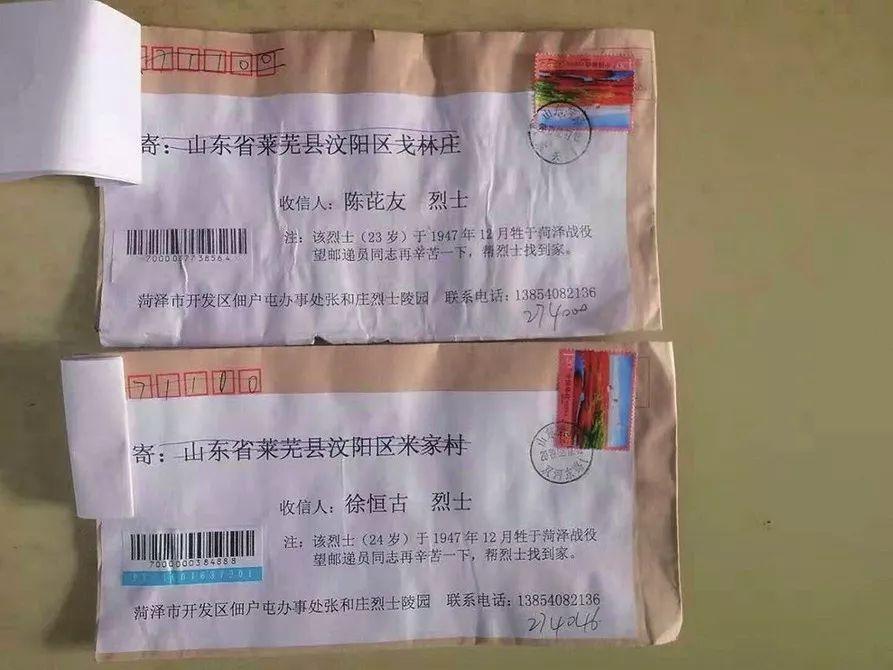 71100
寄：山东省莱芜县汶阳区戈林庄
收信人：陈芘友 烈士
注：该烈士（23岁）于1947年12月牲于菏泽战役
望邮递员同志再辛苦一下，帮烈士找到家。
菏泽市开发区佃户屯办事处张和庄烈士陵园 联系电话：13854082136
274000
71100
寄：山东省莱芜县汶阳区米家村
收信人：徐恒古 烈士
注：该烈士（24岁）于1947年12月牲于菏泽战役
望邮递员同志再辛苦一下，帮烈士找到家。
7000000384888
菏泽市开发区佃户屯办事处张和庄烈士陵园 联系电话：13854082136
274046